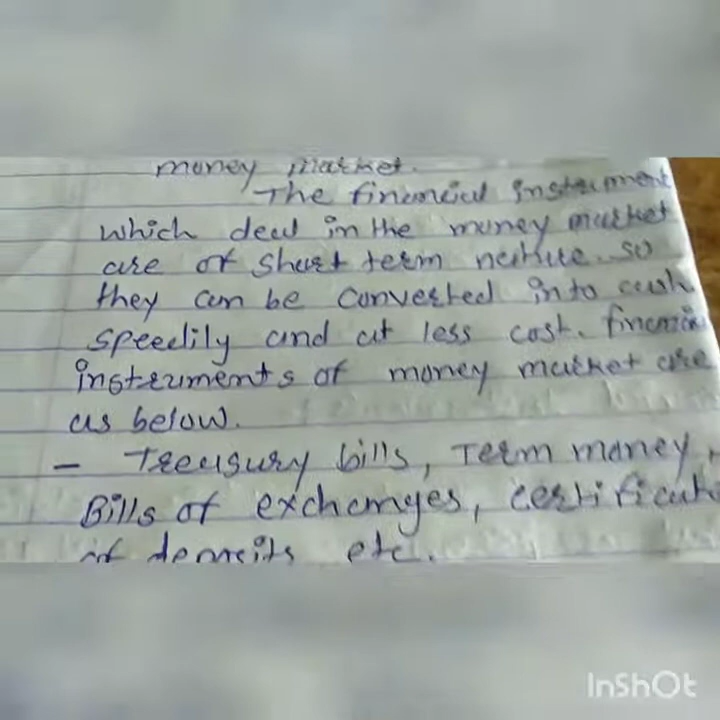 money market.
The financial instrument
which deal in the money market
are of short term nature. so
they can be converted into cash
speedily and at less cost. financia
instruments of money market are
as below.
- Treasury bills, Term money,
Bills of exchanges, certificate
of deposits etc.
InShOt